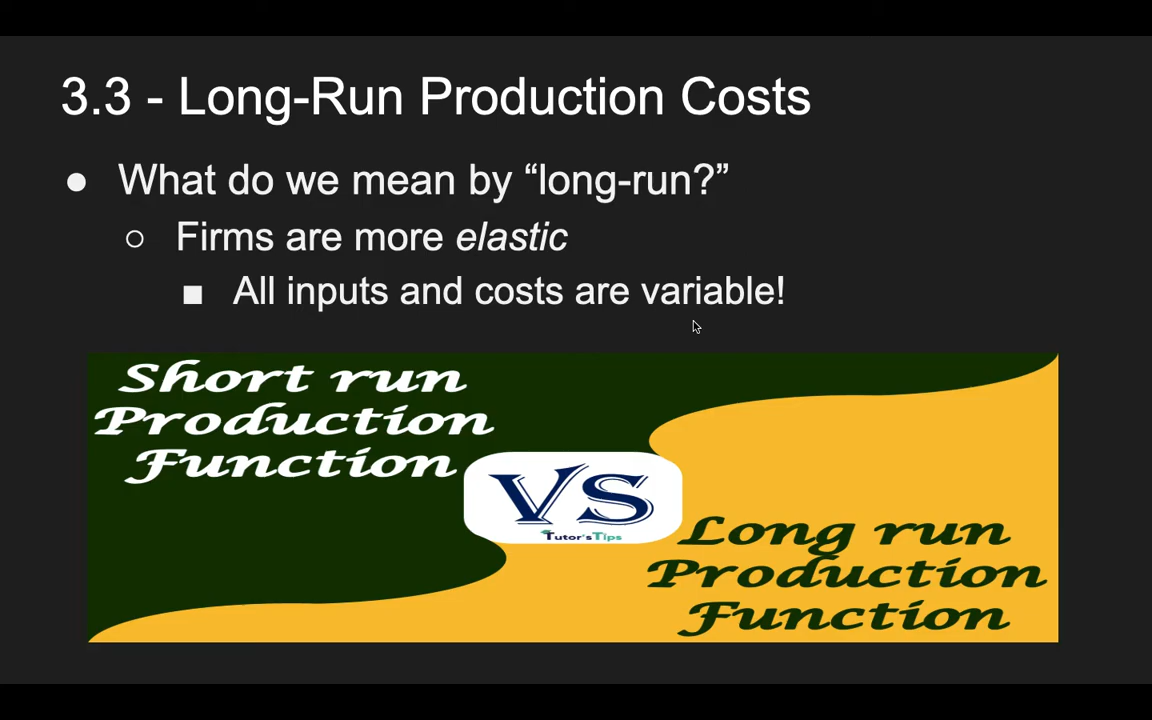 3.3 - Long-Run Production Costs
● What do we mean by “long-run?”
○ Firms are more elastic
■ All inputs and costs are variable!
Short run
Production
Function
VS
Tutor'sTips
Long run
Production
Function